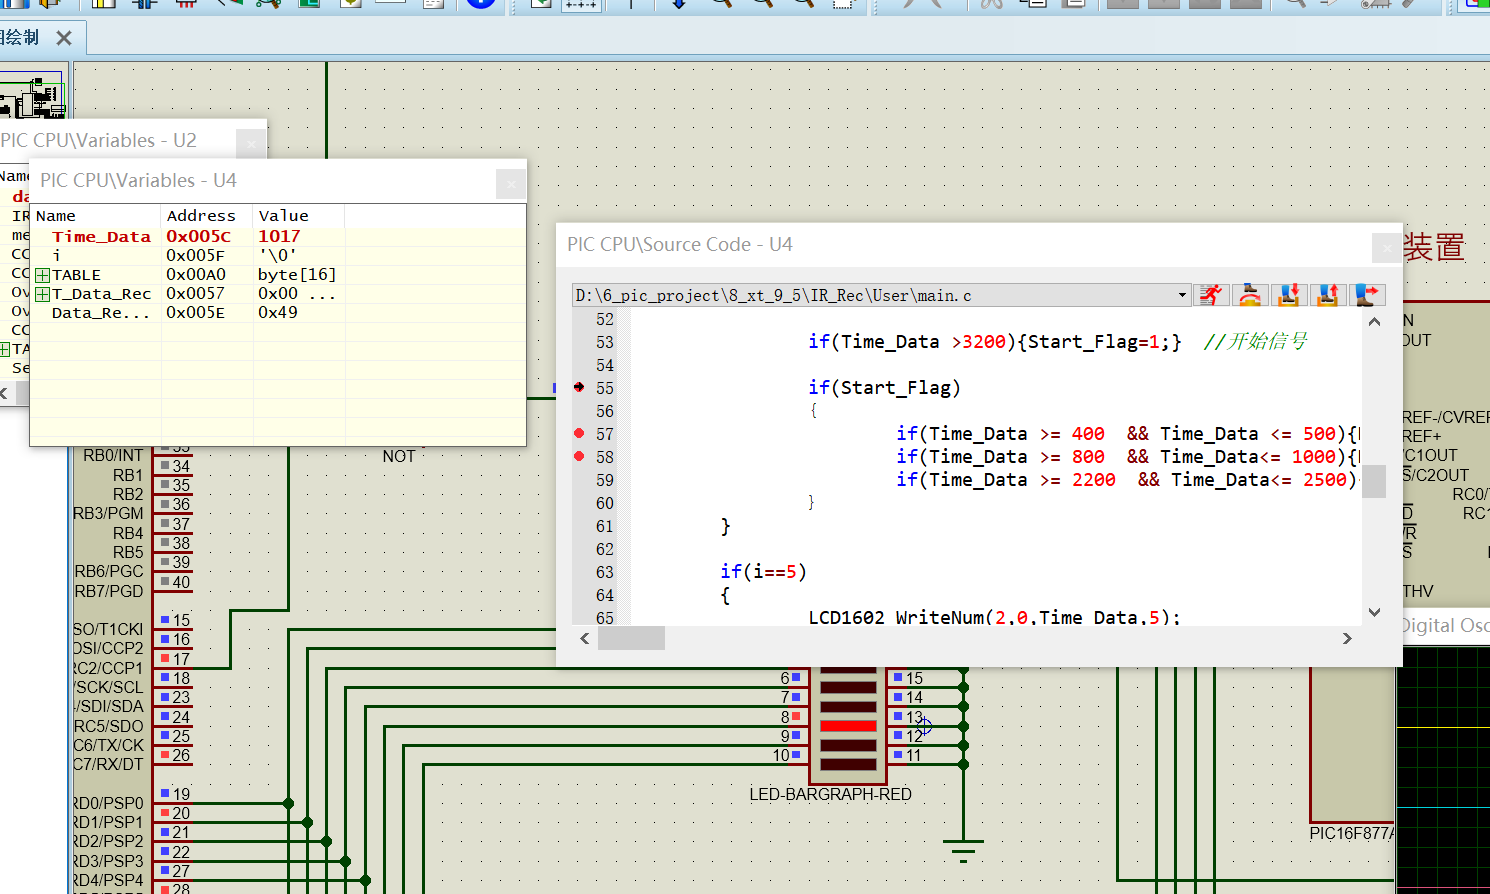 图绘制
PIC CPU\Variables - U2
Name
PIC CPU\Variables - U4
Name Address Value
Time_Data 0x005C 1017
i 0x005F '\0'
TABLE 0x00A0 byte[16]
T_Data_Rec 0x0057 0x00 ...
Data_Re... 0x005E 0x49
da
IR
me
CC
CC
Ov
Ov
CC
TA
Se
PIC CPU\Source Code - U4
D:\6_pic_project\8_xt_9_5\IR_Rec\User\main.c
52
53 if(Time_Data >3200){Start_Flag=1;} //开始信号
54
55 if(Start_Flag)
56 {
57 if(Time_Data >= 400 && Time_Data <= 500){
58 if(Time_Data >= 800 && Time_Data<= 1000){
59 if(Time_Data >= 2200 && Time_Data<= 2500)
60 }
61 }
62
63 if(i==5)
64 {
65 LCD1602_WriteNum(2,0,Time_Data,5);
装置
N
OUT
REF-/CVREF
REF+
/C1OUT
S/C2OUT
RC0/T
RC1
D
R
S
THV
Digital Osc
NOT
33
RB0/INT 34
RB1 35
RB2 36
RB3/PGM 37
RB4 38
RB5 39
RB6/PGC 40
RB7/PGD
15
SO/T1CKI 16
OSI/CCP2 17
RC2/CCP1 18
/SCK/SCL 23
/SDI/SDA 24
RC5/SDO 25
C6/TX/CK 26
C7/RX/DT
19
RD0/PSP0 20
RD1/PSP1 21
RD2/PSP2 22
RD3/PSP3 27
RD4/PSP4 28
6 15
7 14
8 13
9 12
10 11
LED-BARGRAPH-RED
PIC16F877A